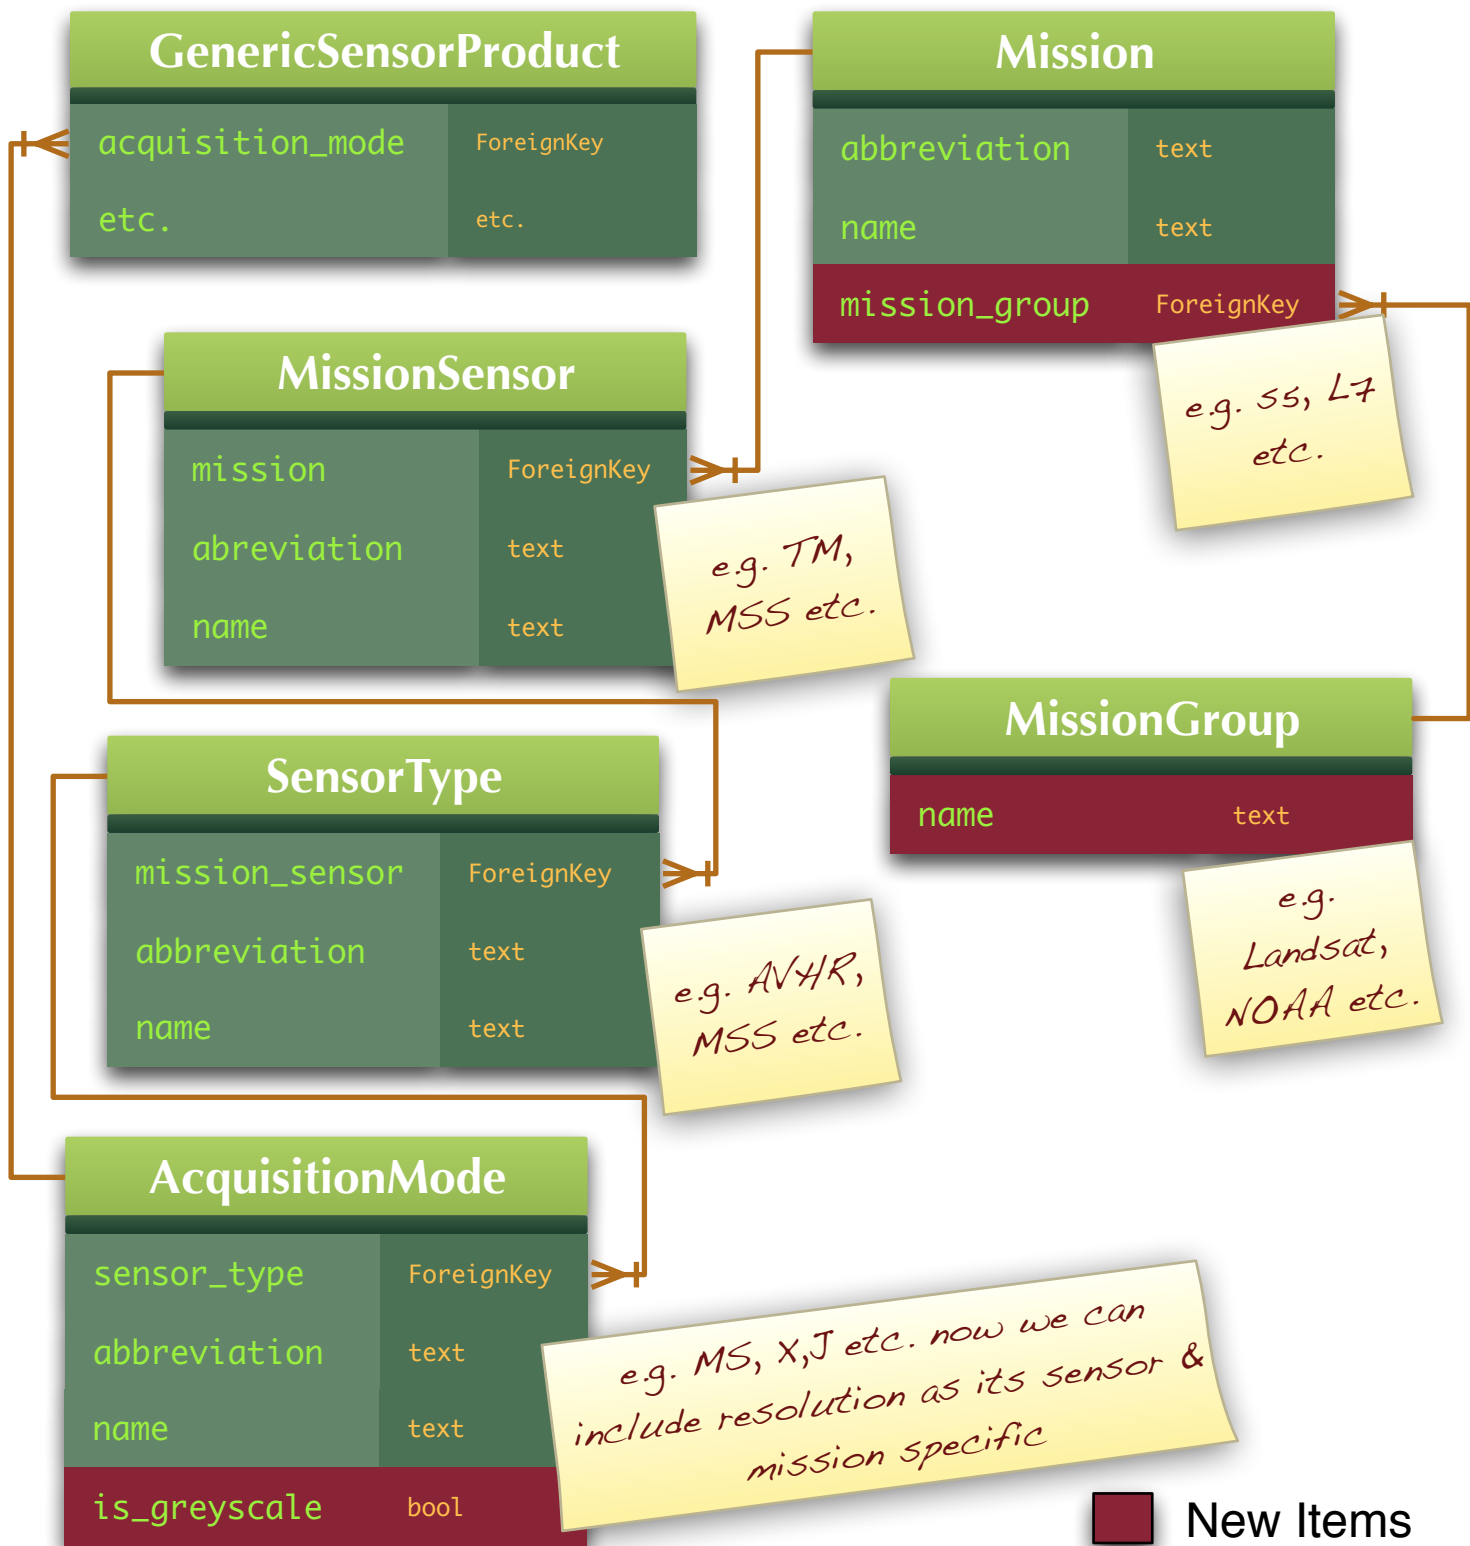 GenericSensorProduct
acquisition_mode ForeignKey
etc. etc.
Mission
abbreviation text
name text
mission_group ForeignKey
e.g. S5, L7
etc.
MissionSensor
mission ForeignKey
abreviation text
name text
e.g. TM,
MSS etc.
MissionGroup
name text
e.g.
Landsat,
NOAA etc.
SensorType
mission_sensor ForeignKey
abbreviation text
name text
e.g. AVHR,
MSS etc.
AcquisitionMode
sensor_type ForeignKey
abbreviation text
name text
is_greyscale bool
e.g. MS, X,J etc. now we can
include resolution as its sensor &
mission specific
New Items